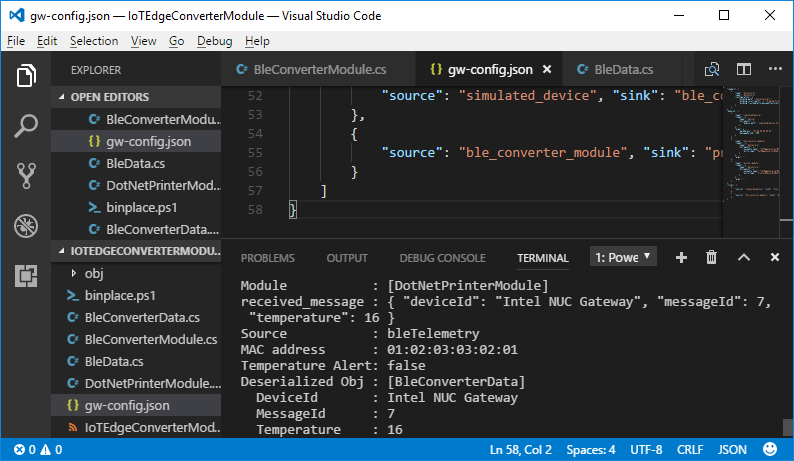 gw-config.json — IoTEdgeConverterModule — Visual Studio Code
File Edit Selection View Go Debug Help
EXPLORER
OPEN EDITORS
BleConverterModu...
gw-config.json
BleData.cs
DotNetPrinterMod...
binplace.ps1
BleConverterData....
IOTEDGECONVERTERMODU...
obj
binplace.ps1
BleConverterData.cs
BleConverterModule.cs
BleData.cs
DotNetPrinterModule....
gw-config.json
IoTEdgeConverterMod...
BleConverterModule.cs gw-config.json BleData.cs
52 "source": "simulated_device", "sink": "ble_co
53 },
54 {
55 "source": "ble_converter_module", "sink": "pr
56 }
57 ]
58 }
PROBLEMS OUTPUT DEBUG CONSOLE TERMINAL 1: Powe
Module : [DotNetPrinterModule]
received_message : { "deviceId": "Intel NUC Gateway", "messageId": 7,
"temperature": 16 }
Source : bleTelemetry
MAC address : 01:02:03:03:02:01
Temperature Alert: false
Deserialized Obj : [BleConverterData]
DeviceId : Intel NUC Gateway
MessageId : 7
Temperature : 16
0 0 Ln 58, Col 2 Spaces: 4 UTF-8 CRLF JSON